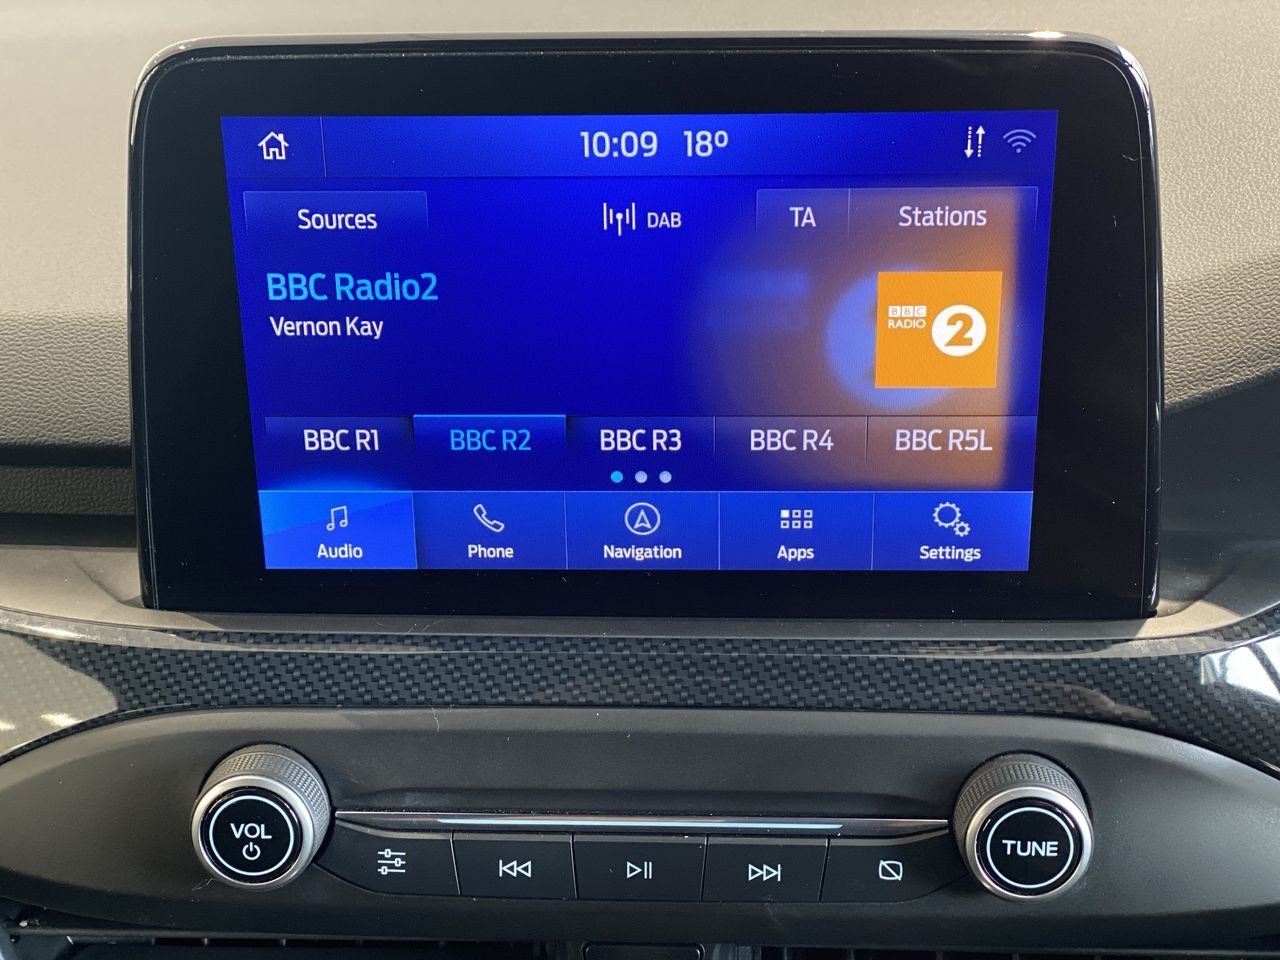 10:09 18°
Sources
DAB
TA
Stations
BBC Radio2
Vernon Kay
BBC
RADIO
2
BBC R1
BBC R2
BBC R3
BBC R4
BBC R5L
Audio
Phone
Navigation
Apps
Settings
VOL
TUNE